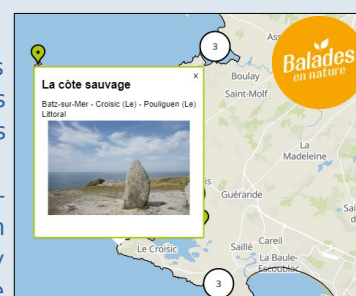 La côte sauvage
x
Batz-sur-Mer - Croisic (Le) - Pouliguen (Le)
Littoral
3
Balades
en nature
Boulay
Saint-Molf
La
Madeleine
Guérande
Careil
Saillé
La Baule-
Escoublac
Le Croisic
3